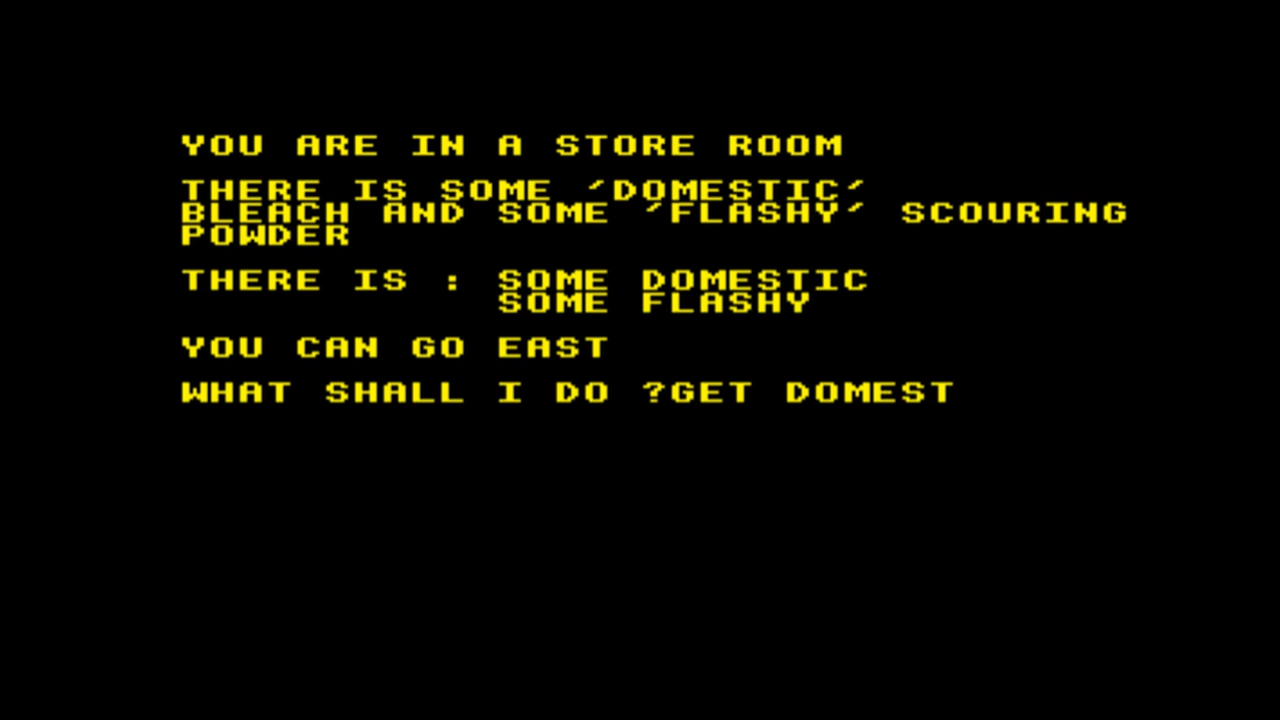 YOU ARE IN A STORE ROOM
THERE IS SOME ´DOMESTIC´
BLEACH AND SOME ´FLASHY´ SCOURING
POWDER
THERE IS : SOME DOMESTIC
SOME FLASHY
YOU CAN GO EAST
WHAT SHALL I DO ?GET DOMEST